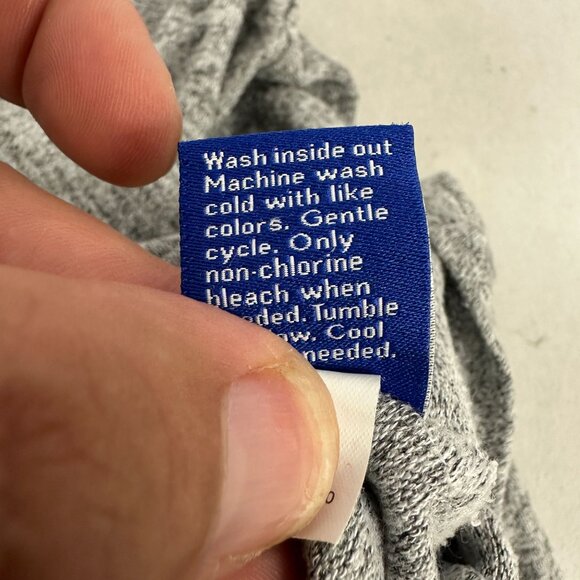 Wash inside out
Machine wash
cold with like
colors. Gentle
cycle. Only
non-chlorine
bleach when
Tumble
Cool
needed.